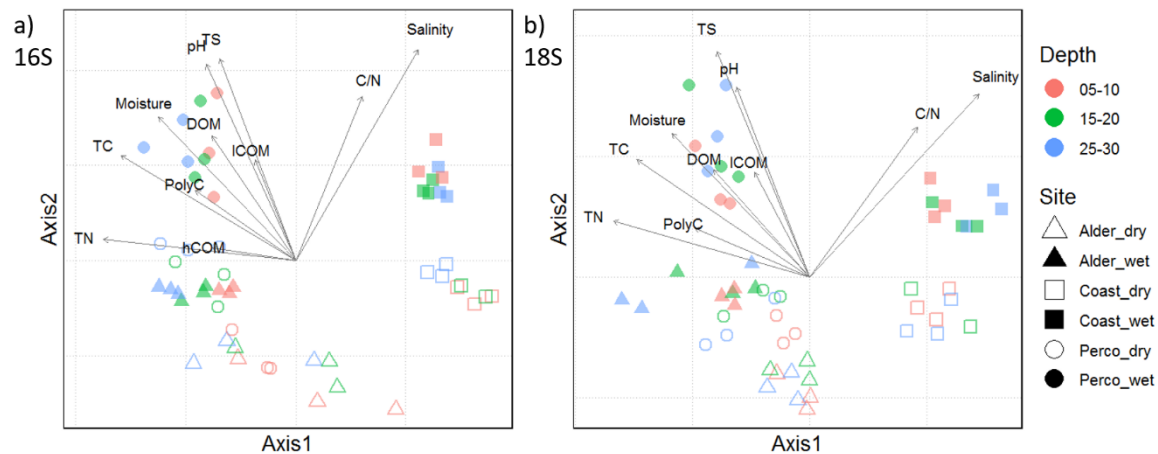 a)
16S
TS
pH
Salinity
C/N
Moisture
DOM
TC
ICOM
PolyC
TN
hCOM
Axis2
Axis1
b)
18S
TS
pH
Salinity
C/N
Moisture
TC
DOM
ICOM
TN
PolyC
Axis2
Axis1
Depth
05-10
15-20
25-30
Site
Alder_dry
Alder_wet
Coast_dry
Coast_wet
Perco_dry
Perco_wet